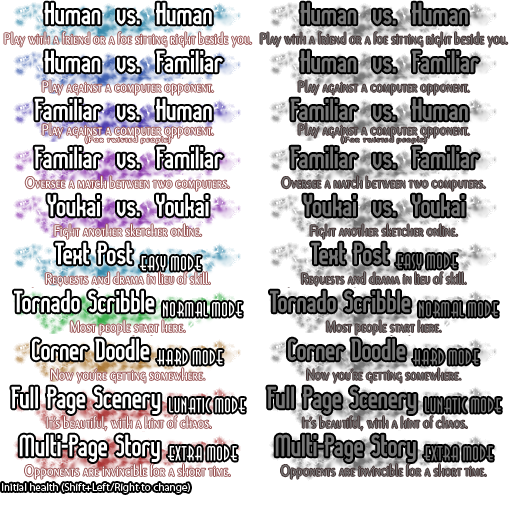 Human vs. Human Human vs. Human
Play with a friend or a foe sitting right beside you. Play with a friend or a foe sitting right beside you.
Human vs. Familiar Human vs. Familiar
Play against a computer opponent. Play against a computer opponent.
Familiar vs. Human Familiar vs. Human
Play against a computer opponent. Play against a computer opponent.
(For twisted people) (For twisted people)
Familiar vs. Familiar Familiar vs. Familiar
Oversee a match between two computers. Oversee a match between two computers.
Youkai vs. Youkai Youkai vs. Youkai
Fight another sketcher online. Fight another sketcher online.
Text Post EASY MODE Text Post EASY MODE
Requests and drama in lieu of skill. Requests and drama in lieu of skill.
Tornado Scribble NORMAL MODE Tornado Scribble NORMAL MODE
Most people start here. Most people start here.
Corner Doodle HARD MODE Corner Doodle HARD MODE
Now you're getting somewhere. Now you're getting somewhere.
Full Page Scenery LUNATIC MODE Full Page Scenery LUNATIC MODE
It's beautiful, with a hint of chaos. It's beautiful, with a hint of chaos.
Multi-Page Story EXTRA MODE Multi-Page Story EXTRA MODE
Opponents are invincible for a short time. Opponents are invincible for a short time.
Initial health (Shift+Left/Right to change)